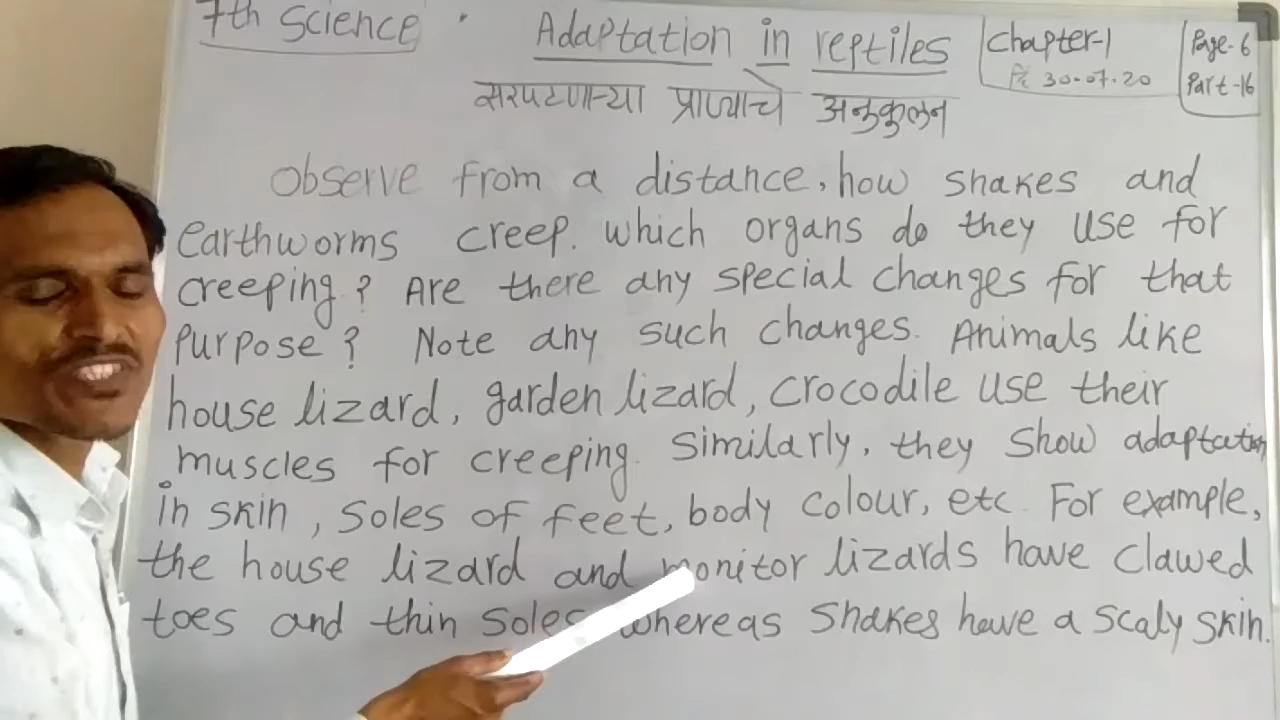 7th Science
Adaptation in reptiles
Chapter-1
30.07.20
Page-6
Part-16
सरपटणाऱ्या प्राण्याचे अनुकुलन
Observe from a distance, how snakes and
earthworms creep. which organs do they use for
creeping? Are there any special changes for that
purpose? Note any such changes. Animals like
house lizard, garden lizard, crocodile use their
muscles for creeping. Similarly, they show adaptation
in skin, soles of feet, body colour, etc. For example,
the house lizard and monitor lizards have clawed
toes and thin soles whereas snakes have a scaly skin.